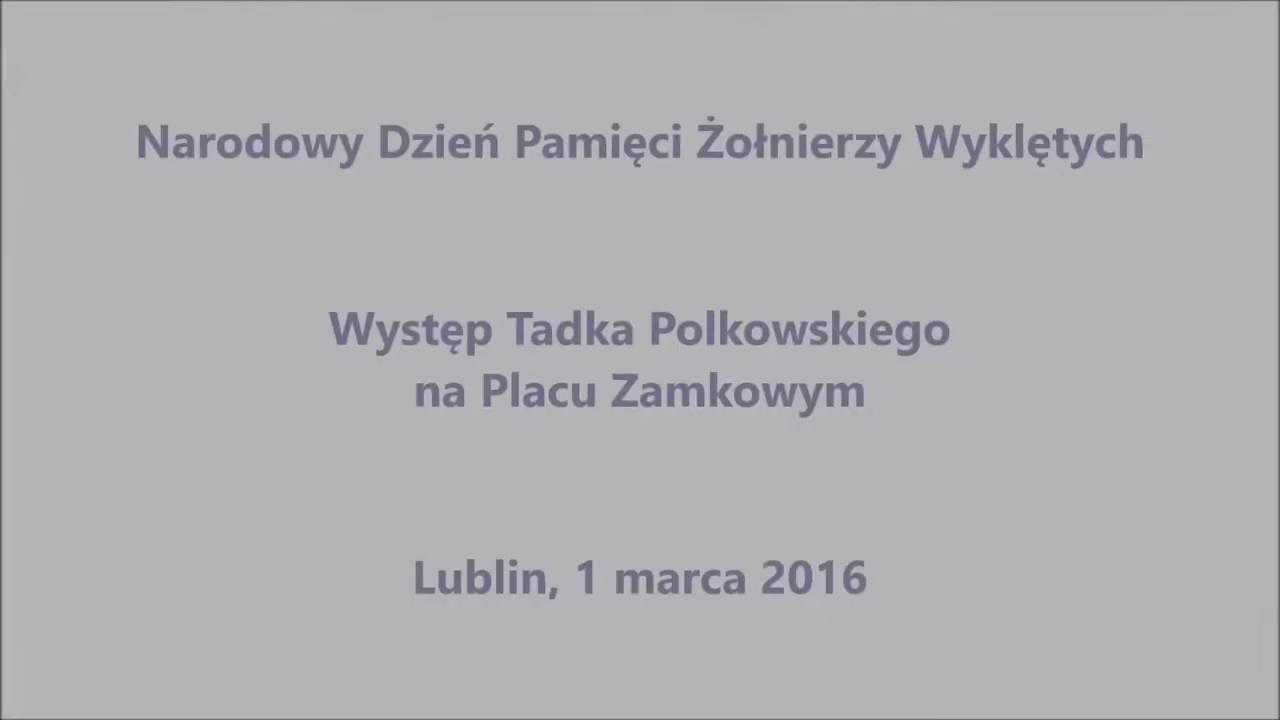 Narodowy Dzień Pamięci Żołnierzy Wyklętych
Występ Tadka Polkowskiego
na Placu Zamkowym
Lublin, 1 marca 2016